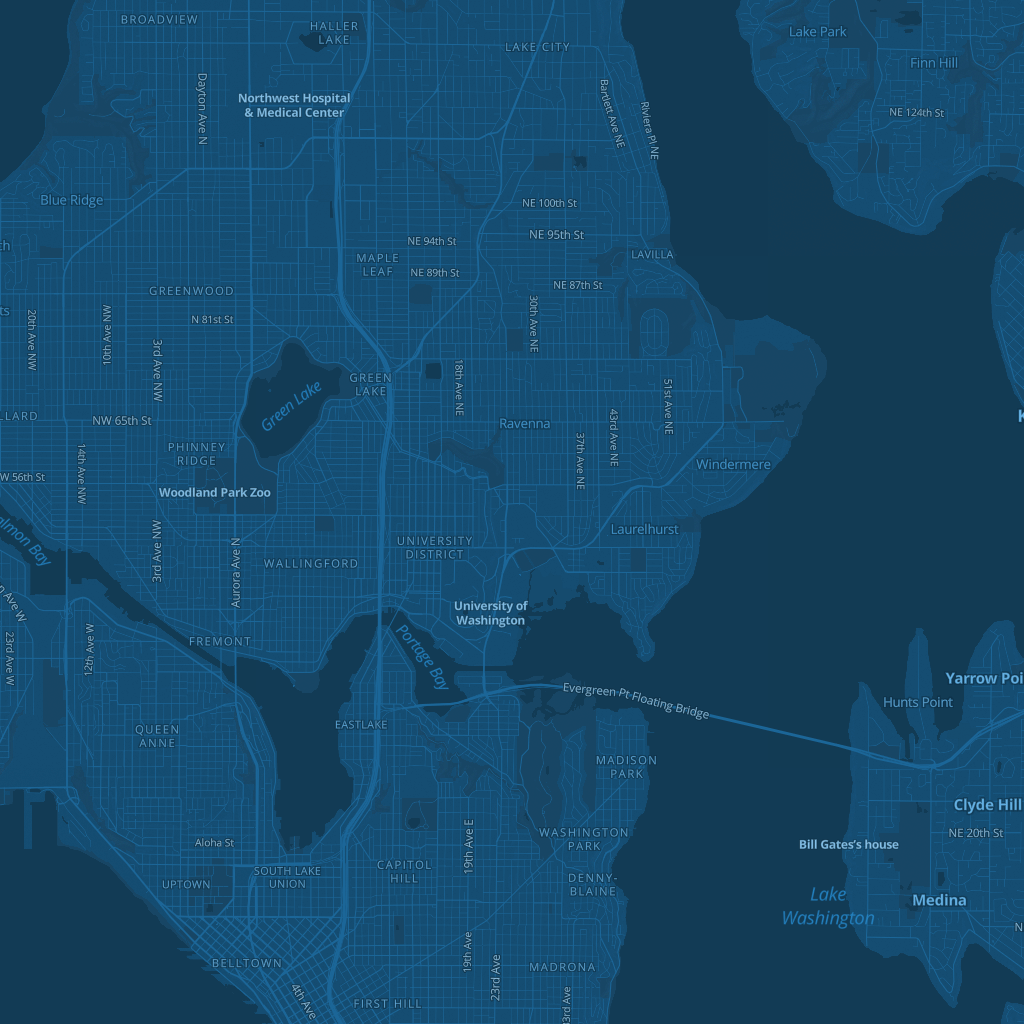 BROADVIEW
HALLER
LAKE
LAKE CITY
Lake Park
Finn Hill
Dayton Ave N
Northwest Hospital
& Medical Center
Bartlett Ave NE
Riviera Pl NE
NE 124th St
Blue Ridge
NE 100th St
NE 94th St
NE 95th St
MAPLE
LEAF
NE 89th St
LAVILLA
NE 87th St
GREENWOOD
N 81st St
20th Ave NW
10th Ave NW
3rd Ave NW
30th Ave NE
GREEN
LAKE
Green Lake
18th Ave NE
51st Ave NE
NW 65th St
Ravenna
43rd Ave NE
PHINNEY
RIDGE
14th Ave NW
37th Ave NE
Windermere
W 56th St
Woodland Park Zoo
Laurelhurst
UNIVERSITY
DISTRICT
3rd Ave NW
Aurora Ave N
WALLINGFORD
University of
Washington
FREMONT
12th Ave W
23rd Ave W
Portage Bay
Evergreen Pt Floating Bridge
Hunts Point
EASTLAKE
QUEEN
ANNE
MADISON
PARK
Clyde Hill
NE 20th St
Aloha St
19th Ave E
WASHINGTON
PARK
Bill Gates's house
CAPITOL
HILL
SOUTH LAKE
UNION
UPTOWN
DENNY-
BLAINE
Lake
Washington
Medina
BELLTOWN
19th Ave
23rd Ave
MADRONA
4th Ave
FIRST HILL